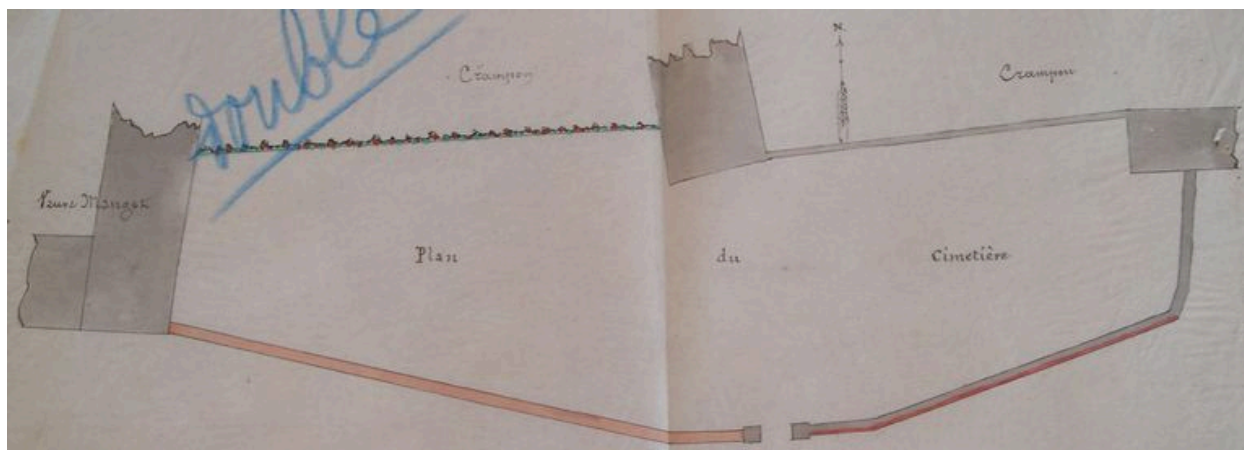 Double
N.
Crampon
Crampon
Veuve Mangot
Plan du Cimetière